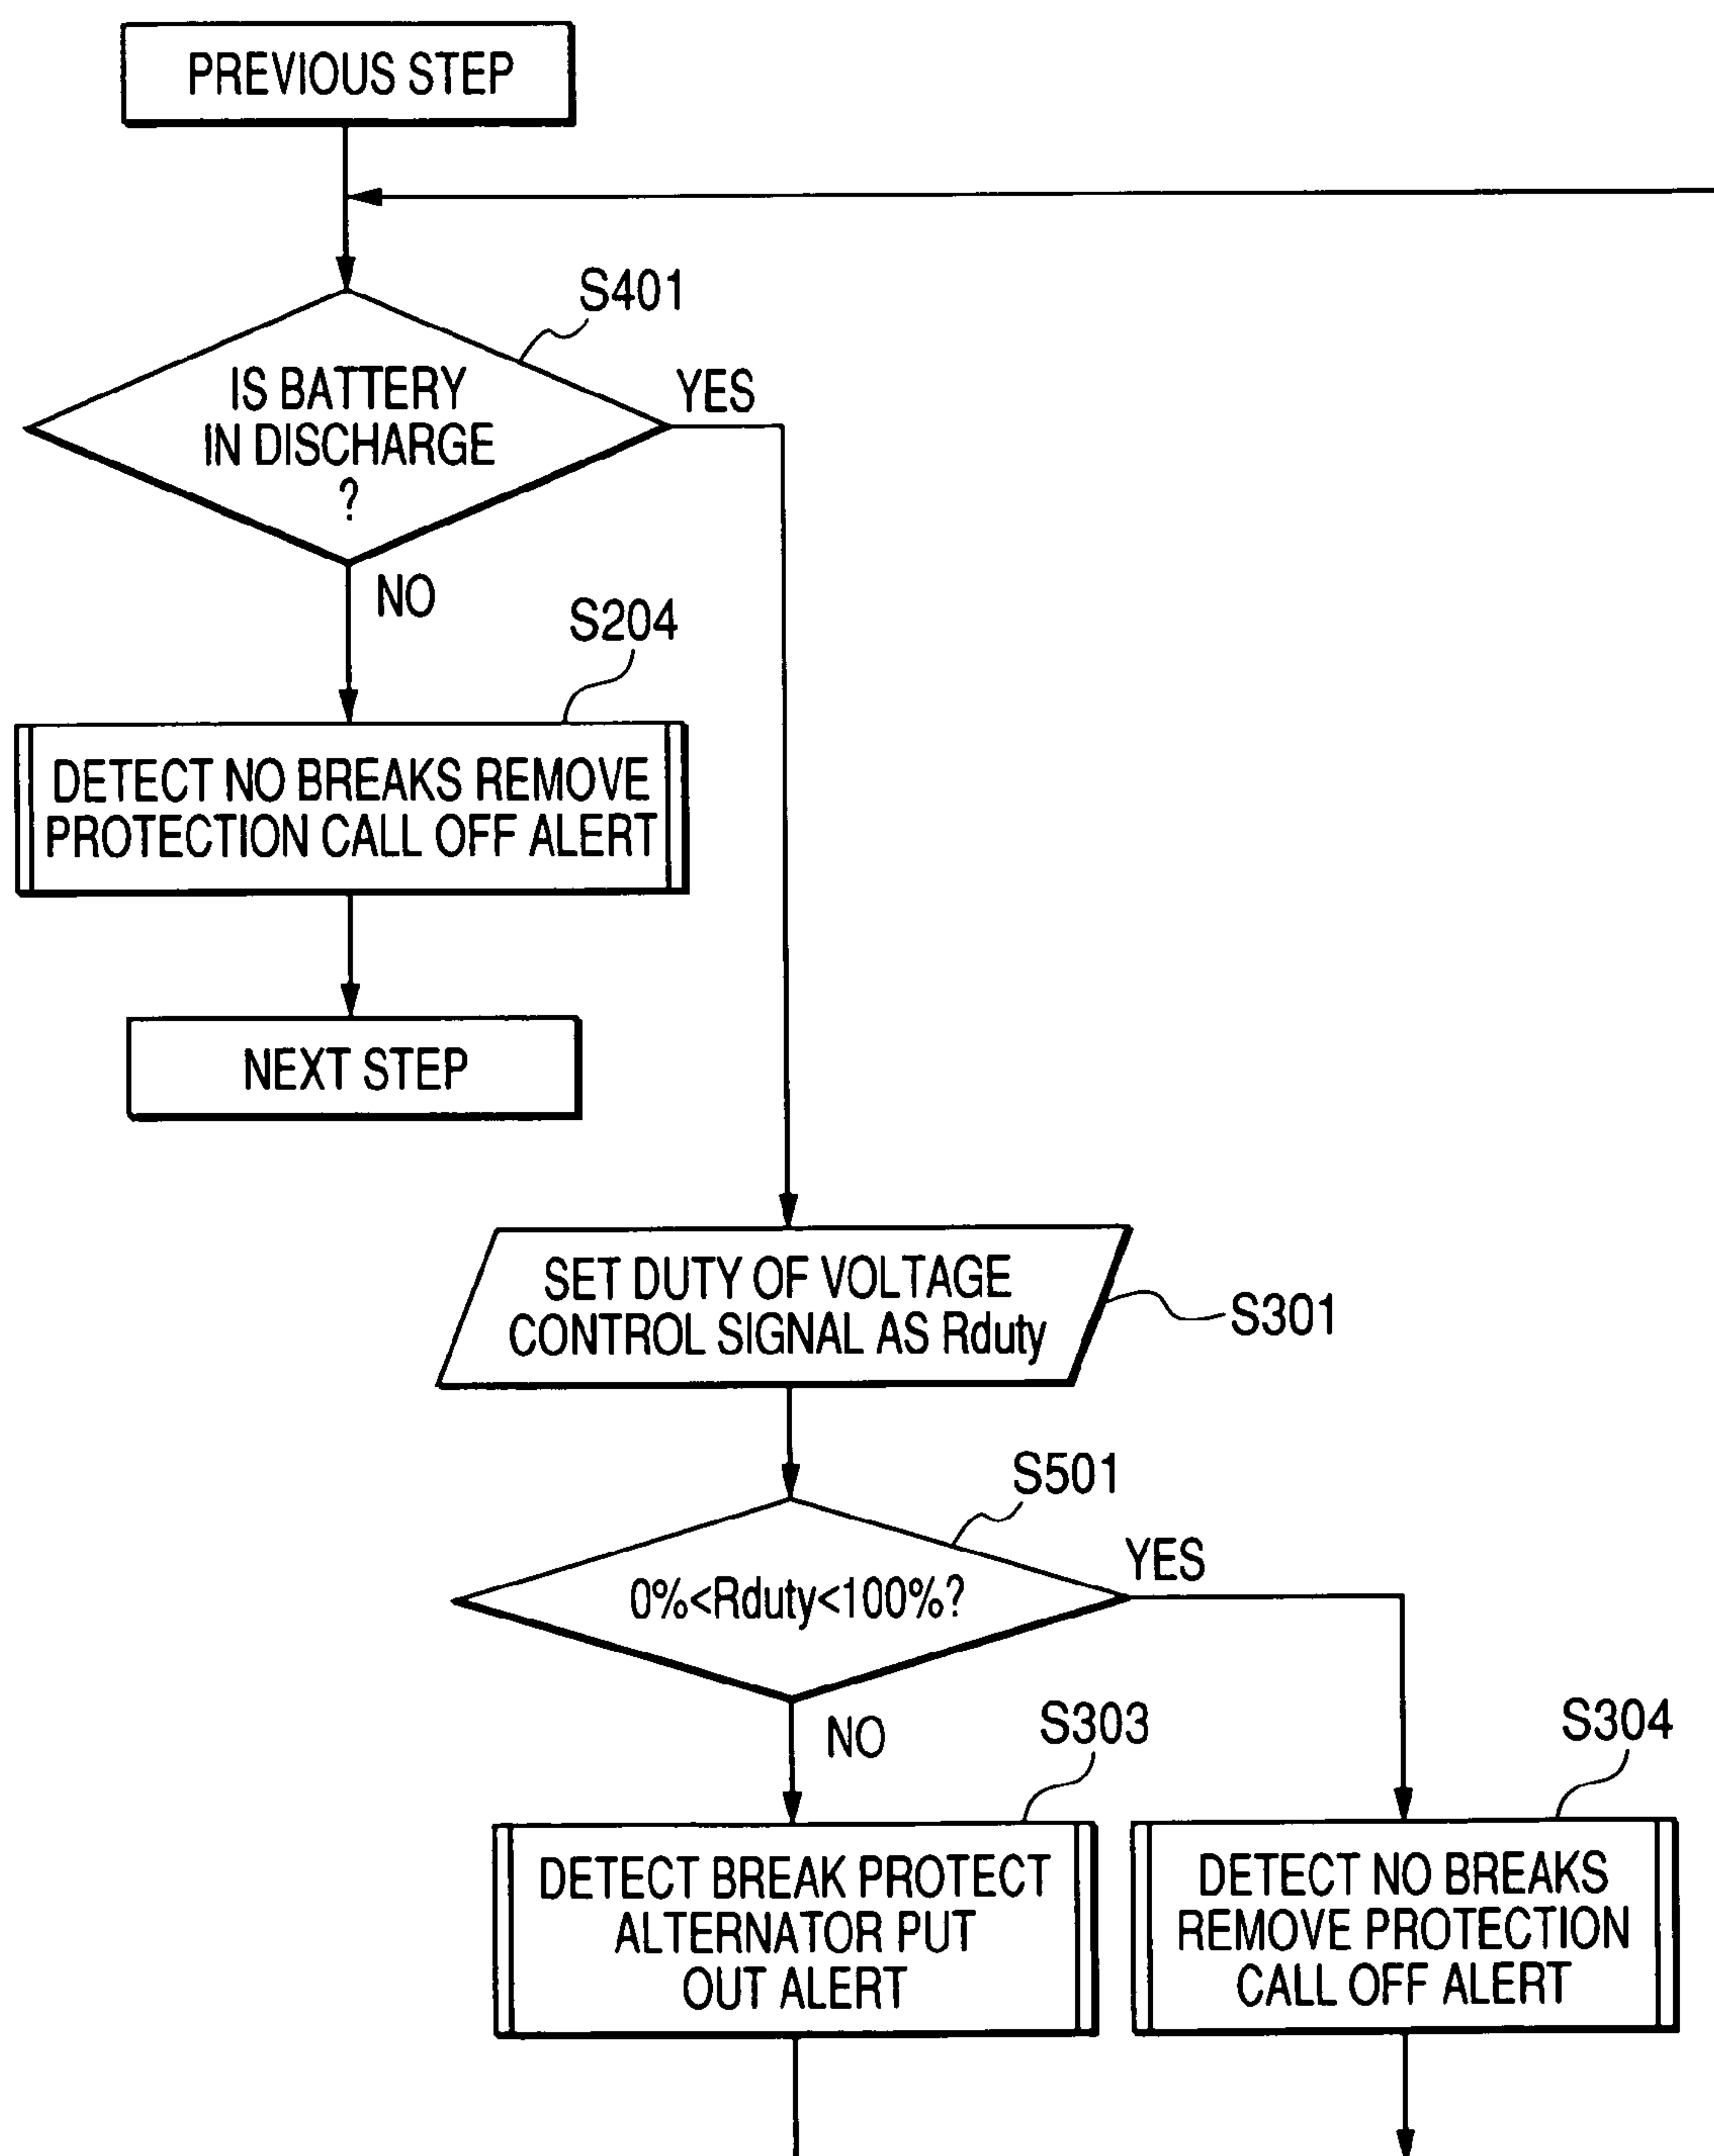 PREVIOUS STEP
S401
IS BATTERY
IN DISCHARGE
?
YES
NO
S204
DETECT NO BREAKS REMOVE
PROTECTION CALL OFF ALERT
NEXT STEP
SET DUTY OF VOLTAGE
CONTROL SIGNAL AS Rduty
S301
S501
0%<Rduty<100%?
YES
NO
S303
DETECT BREAK PROTECT
ALTERNATOR PUT
OUT ALERT
S304
DETECT NO BREAKS
REMOVE PROTECTION
CALL OFF ALERT